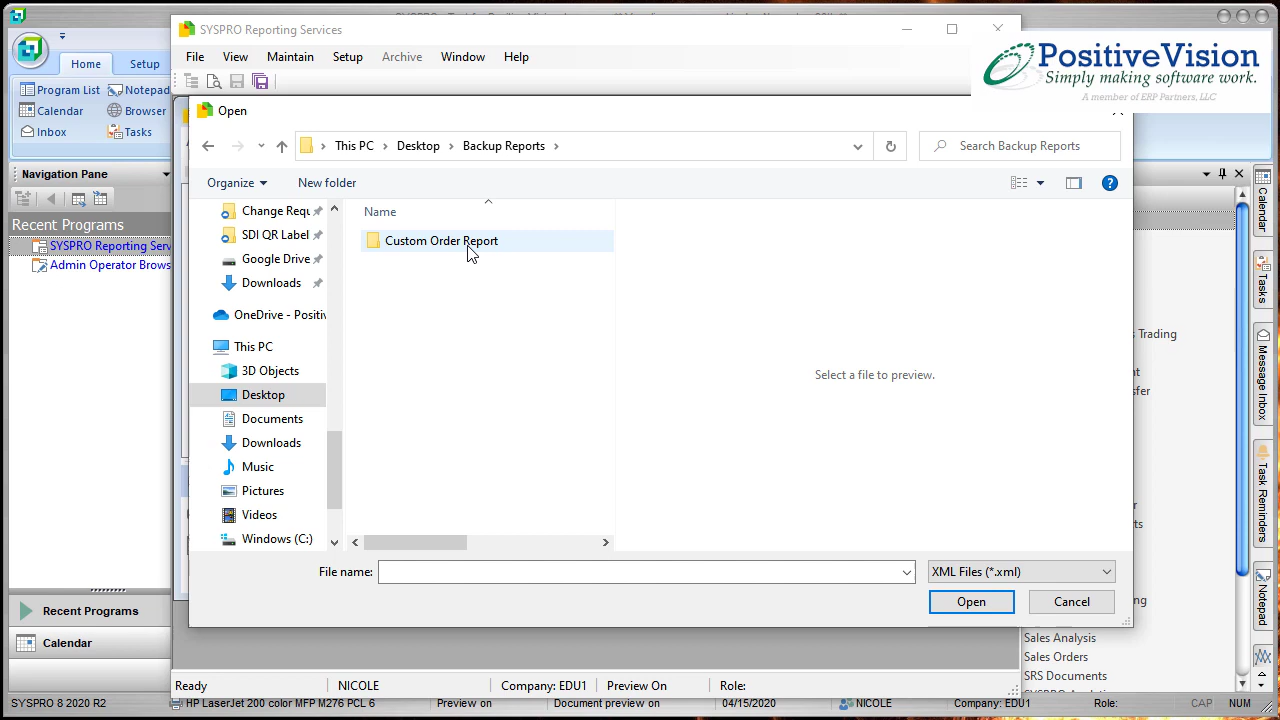 SYSPRO Reporting Services
PositiveVision
Simply making software work.
A member of ERP Partners, LLC
Home Setup
File View Maintain Setup Archive Window Help
Program List Notepad
Calendar Browser
Inbox Tasks
Open
This PC Desktop Backup Reports
Search Backup Reports
Navigation Pane
Organize New folder
Recent Programs
SYSPRO Reporting Serv
Admin Operator Brows
Change Requ
SDI QR Label
Google Drive
Downloads
OneDrive - Positiv
This PC
3D Objects
Desktop
Documents
Downloads
Music
Pictures
Videos
Windows (C:)
Name
Custom Order Report
Select a file to preview.
File name:
XML Files (*.xml)
Open Cancel
Recent Programs
Calendar
s Trading
nt
sfer
r
ts
ng
Sales Analysis
Sales Orders
SRS Documents
Calendar
Tasks
Message Inbox
Task Reminders
Notepad
Ready NICOLE Company: EDU1 Preview On Role:
SYSPRO 8 2020 R2 HP LaserJet 200 color MFP M276 PCL 6 Preview on Document preview on 04/15/2020 NICOLE Company: EDU1 Role: CAP NUM